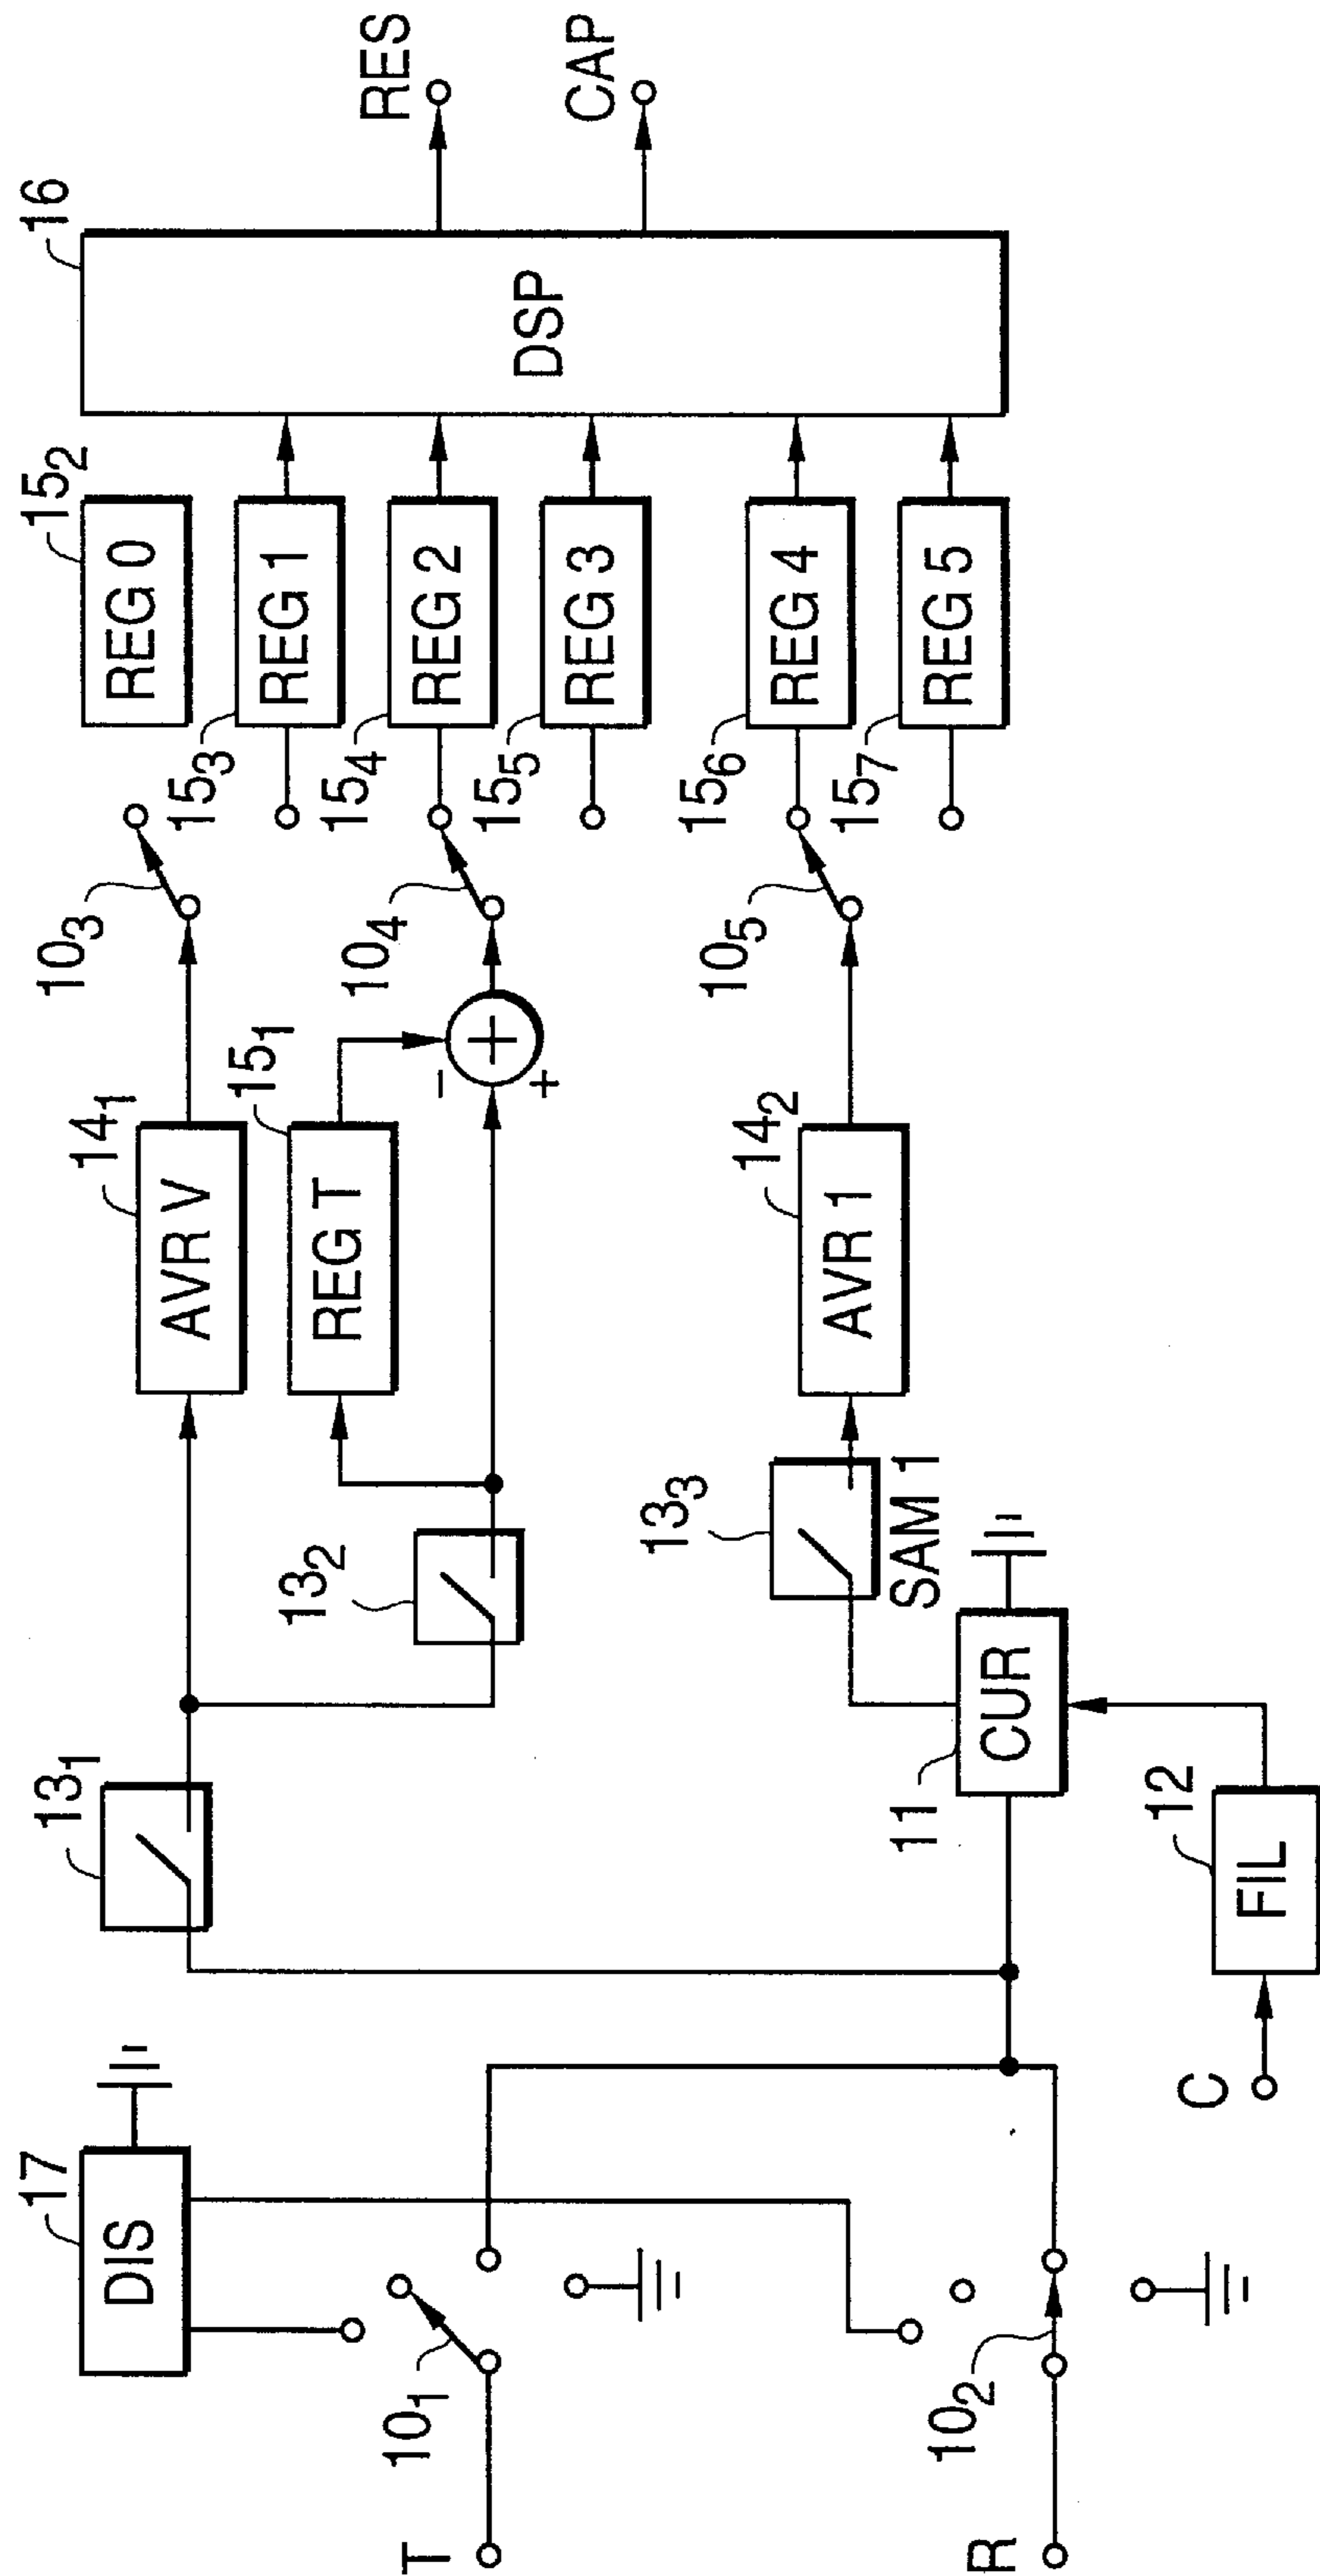 T
R
10₁
10₂
17
DIS
C
12
FIL
11
CUR
13₁
13₂
13₃
SAM 1
14₁
AVR V
15₁
REG T
−
+
+
14₂
AVR 1
10₃
10₄
10₅
15₂
REG 0
15₃
REG 1
15₄
REG 2
15₅
REG 3
15₆
REG 4
15₇
REG 5
16
DSP
RES
CAP